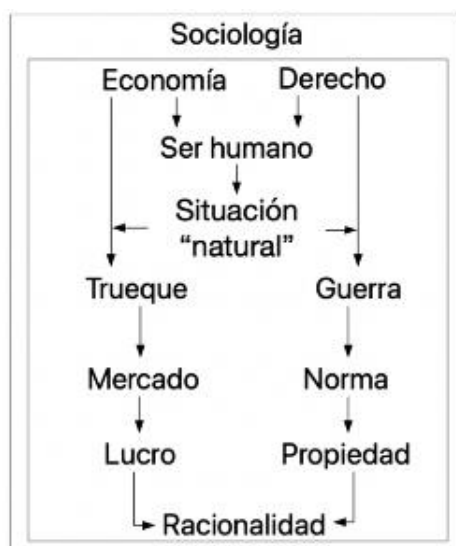 Sociología
Economía Derecho
Ser humano
Situación
“natural”
Trueque Guerra
Mercado Norma
Lucro Propiedad
Racionalidad